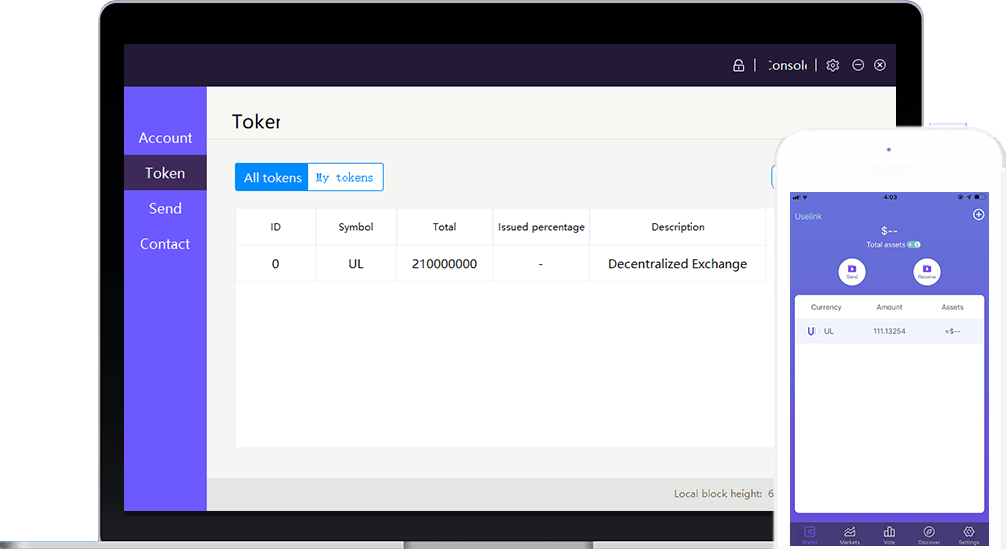 Console
Token
Account
Token
Send
Contact
All tokens
My tokens
ID Symbol Total Issued percentage Description
0 UL 210000000 - Decentralized Exchange
Local block height: 6
4:03
Uselink
$--
Total assets
Send Receive
Currency Amount Assets
U UL 111.13254 ≈$--
Wallet Markets Vote Discover Settings